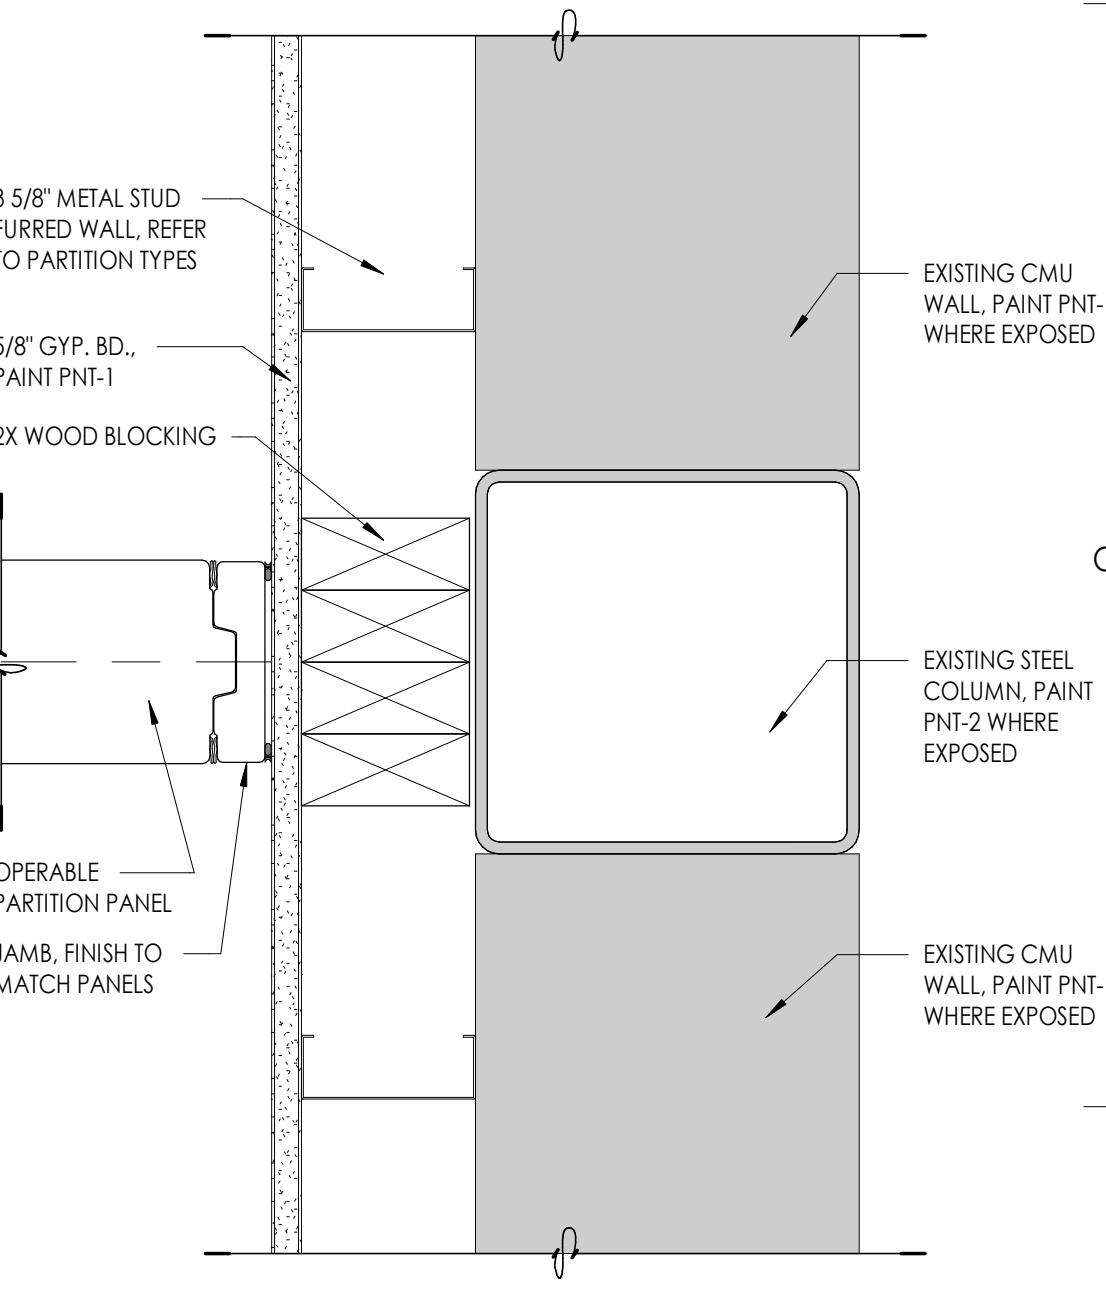 5/8" METAL STUD
FURRED WALL, REFER
TO PARTITION TYPES
5/8" GYP. BD.,
PAINT PNT-1
2X WOOD BLOCKING
OPERABLE
PARTITION PANEL
JAMB, FINISH TO
MATCH PANELS
EXISTING CMU
WALL, PAINT PNT-
WHERE EXPOSED
EXISTING STEEL
COLUMN, PAINT
PNT-2 WHERE
EXPOSED
EXISTING CMU
WALL, PAINT PNT-
WHERE EXPOSED